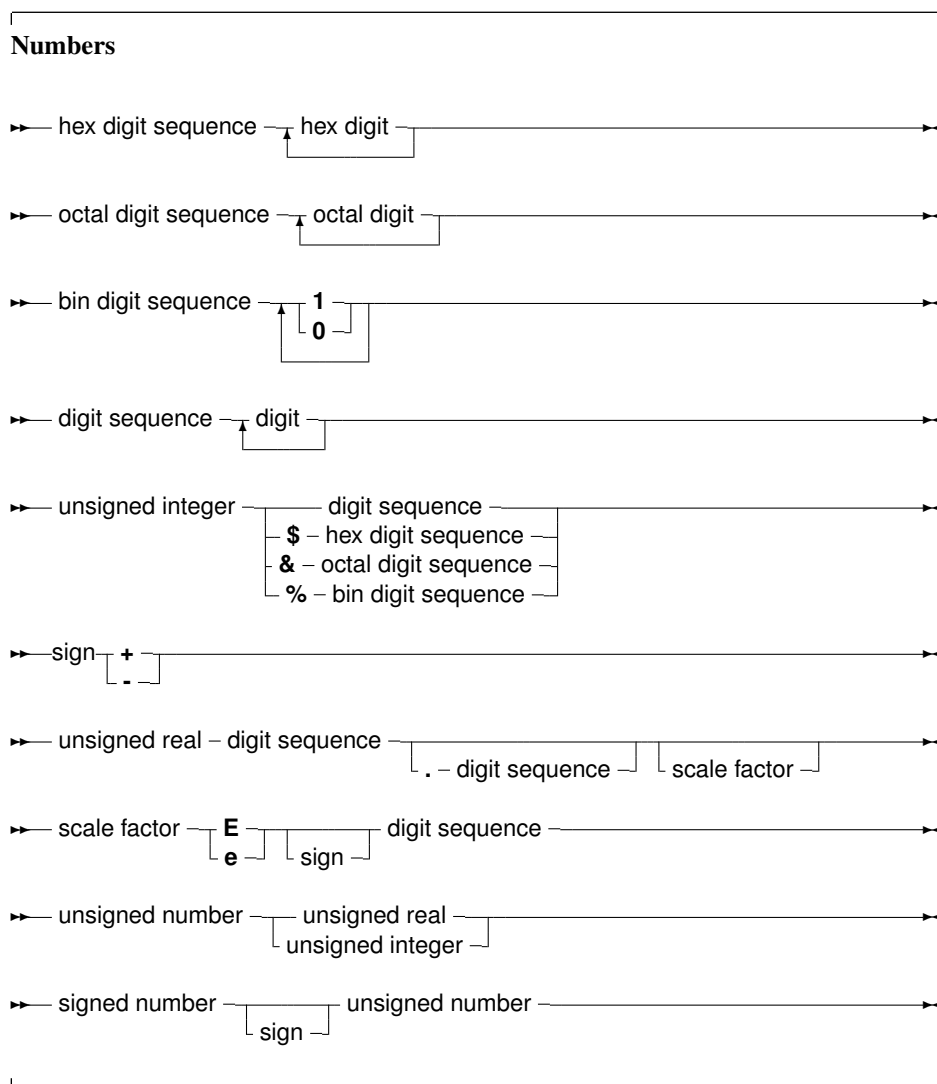 Numbers
hex digit sequence hex digit
octal digit sequence octal digit
bin digit sequence 1
0
digit sequence digit
unsigned integer digit sequence
$ hex digit sequence
& octal digit sequence
% bin digit sequence
sign +
-
unsigned real digit sequence
. digit sequence scale factor
scale factor E digit sequence
e sign
unsigned number unsigned real
unsigned integer
signed number unsigned number
sign